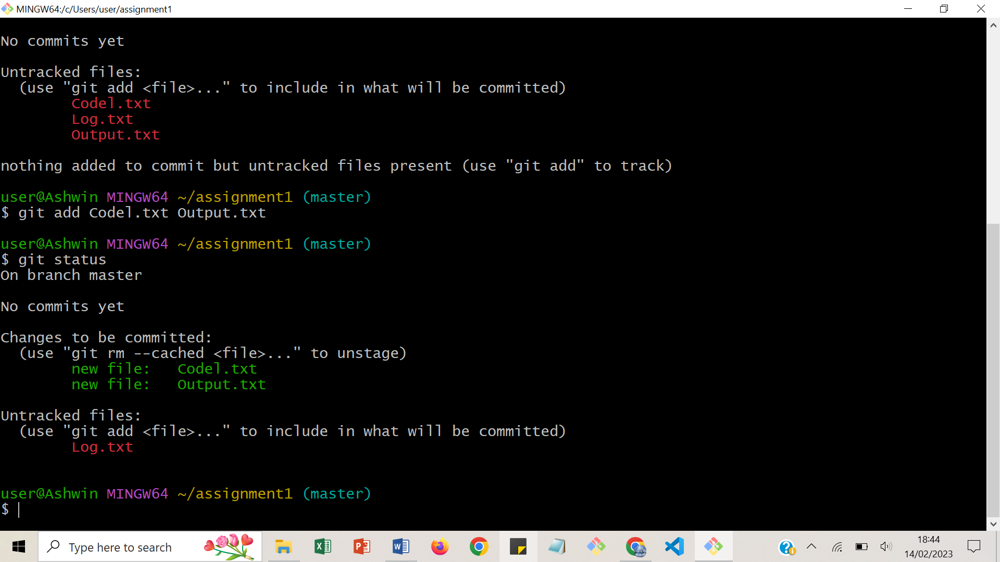 MINGW64:/c/Users/user/assignment1
No commits yet
Untracked files:
(use "git add <file>..." to include in what will be committed)
Codel.txt
Log.txt
Output.txt
nothing added to commit but untracked files present (use "git add" to track)
user@Ashwin MINGW64 ~/assignment1 (master)
$ git add Codel.txt Output.txt
user@Ashwin MINGW64 ~/assignment1 (master)
$ git status
On branch master
No commits yet
Changes to be committed:
(use "git rm --cached <file>..." to unstage)
new file:   Codel.txt
new file:   Output.txt
Untracked files:
(use "git add <file>..." to include in what will be committed)
Log.txt
user@Ashwin MINGW64 ~/assignment1 (master)
$
Type here to search
18:44
14/02/2023